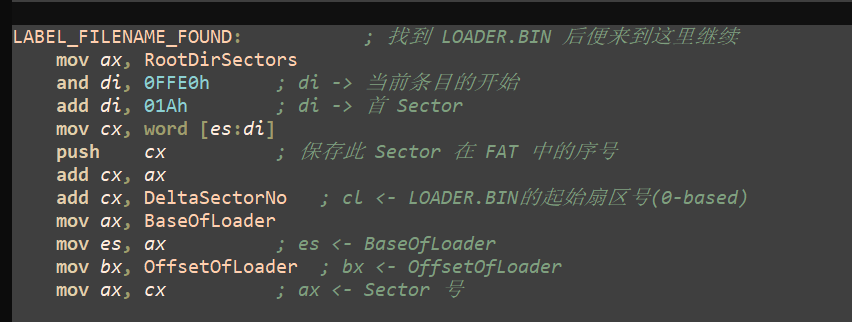 LABEL_FILENAME_FOUND: ; 找到 LOADER.BIN 后便来到这里继续
mov ax, RootDirSectors
and di, 0FFE0h ; di -> 当前条目的开始
add di, 01Ah ; di -> 首 Sector
mov cx, word [es:di]
push cx ; 保存此 Sector 在 FAT 中的序号
add cx, ax
add cx, DeltaSectorNo ; cl <- LOADER.BIN的起始扇区号(0-based)
mov ax, BaseOfLoader
mov es, ax ; es <- BaseOfLoader
mov bx, OffsetOfLoader ; bx <- OffsetOfLoader
mov ax, cx ; ax <- Sector 号